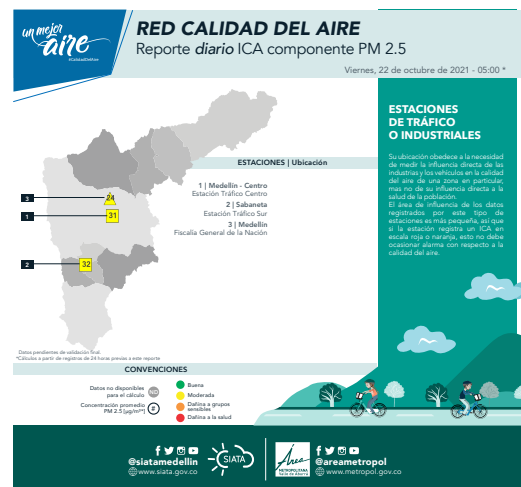 un mejor
aire
#CalidadDelAire
RED CALIDAD DEL AIRE
Reporte diario ICA componente PM 2.5
Viernes, 22 de octubre de 2021 - 05:00 *
ESTACIONES
DE TRÁFICO
O INDUSTRIALES
Su ubicación obedece a la necesidad
de medir la influencia directa de las
industrias y los vehículos en la calidad
del aire de una zona en particular,
mas no de su influencia directa a la
salud de la población.
El área de influencia de los datos
registrados por este tipo de
estaciones es más pequeña, así que
si la estación registra un ICA en
escala roja o naranja, esto no debe
ocasionar alarma con respecto a la
calidad del aire.
ESTACIONES | Ubicación
1 | Medellín - Centro
Estación Tráfico Centro
2 | Sabaneta
Estación Tráfico Sur
3 | Medellín
Fiscalía General de la Nación
3
24
1
31
2
32
Datos pendientes de validación final.
*Cálculos a partir de registros de 24 horas previas a este reporte
CONVENCIONES
Datos no disponibles
para el cálculo
Concentración promedio
PM 2.5 [µg/m³]
#
Buena
Moderada
Dañina a grupos
sensibles
Dañina a la salud
@siatamedellin
www.siata.gov.co
SIATA
Área
METROPOLITANA
Valle de Aburrá
@areametropol
www.metropol.gov.co